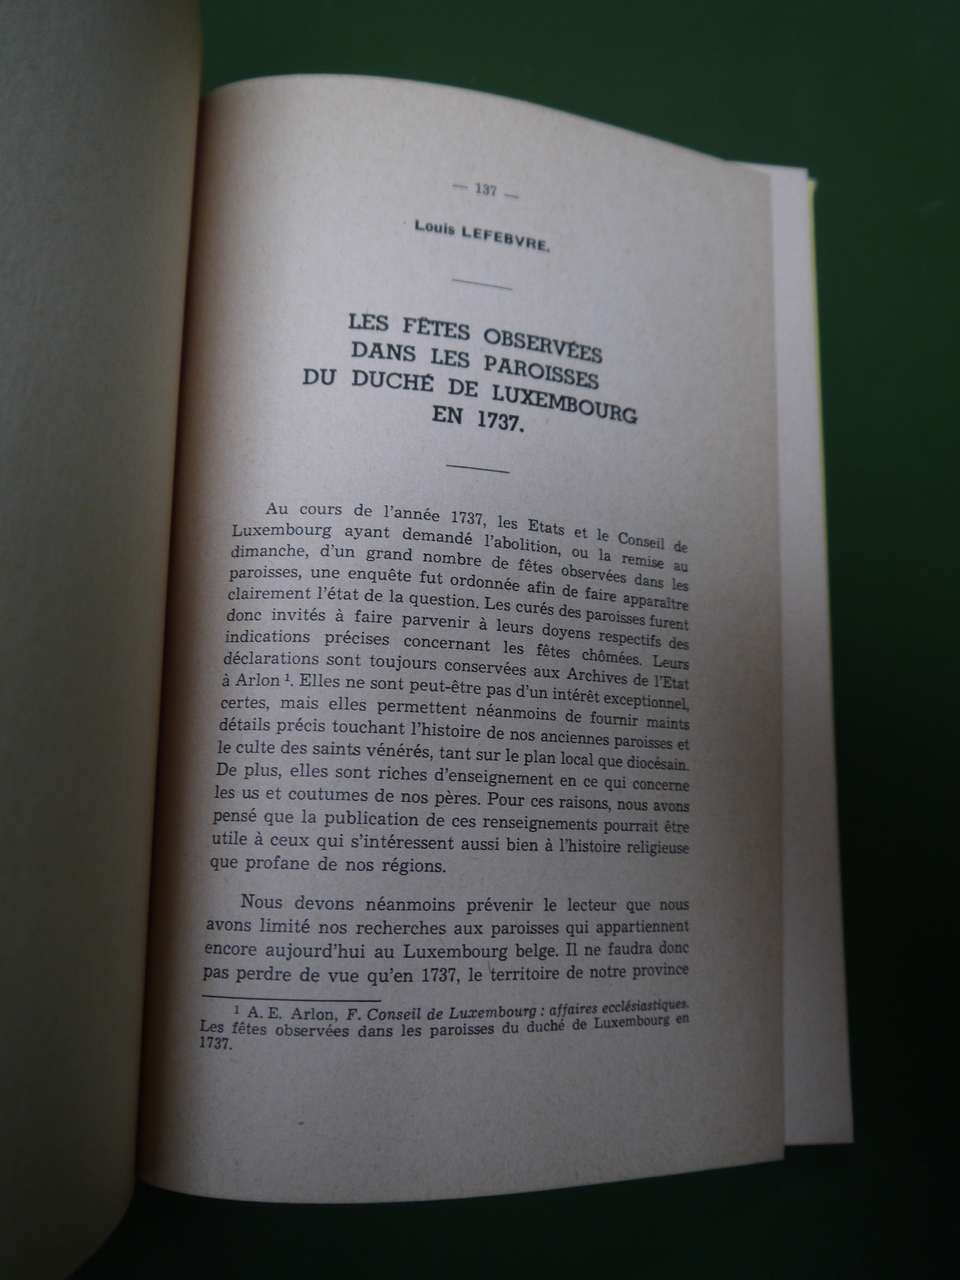 — 137 —
Louis LEFEBVRE.
LES FÊTES OBSERVÉES
DANS LES PAROISSES
DU DUCHÉ DE LUXEMBOURG
EN 1737.
Au cours de l'année 1737, les Etats et le Conseil de
Luxembourg ayant demandé l'abolition, ou la remise au
dimanche, d'un grand nombre de fêtes observées dans les
paroisses, une enquête fut ordonnée afin de faire apparaître
clairement l'état de la question. Les curés des paroisses furent
donc invités à faire parvenir à leurs doyens respectifs des
indications précises concernant les fêtes chômées. Leurs
déclarations sont toujours conservées aux Archives de l'Etat
à Arlon ¹. Elles ne sont peut-être pas d'un intérêt exceptionnel,
certes, mais elles permettent néanmoins de fournir maints
détails précis touchant l'histoire de nos anciennes paroisses et
le culte des saints vénérés, tant sur le plan local que diocésain.
De plus, elles sont riches d'enseignement en ce qui concerne
les us et coutumes de nos pères. Pour ces raisons, nous avons
pensé que la publication de ces renseignements pourrait être
utile à ceux qui s'intéressent aussi bien à l'histoire religieuse
que profane de nos régions.
Nous devons néanmoins prévenir le lecteur que nous
avons limité nos recherches aux paroisses qui appartiennent
encore aujourd'hui au Luxembourg belge. Il ne faudra donc
pas perdre de vue qu'en 1737, le territoire de notre province
¹ A. E. Arlon, F. Conseil de Luxembourg : affaires ecclésiastiques.
Les fêtes observées dans les paroisses du duché de Luxembourg en
1737.